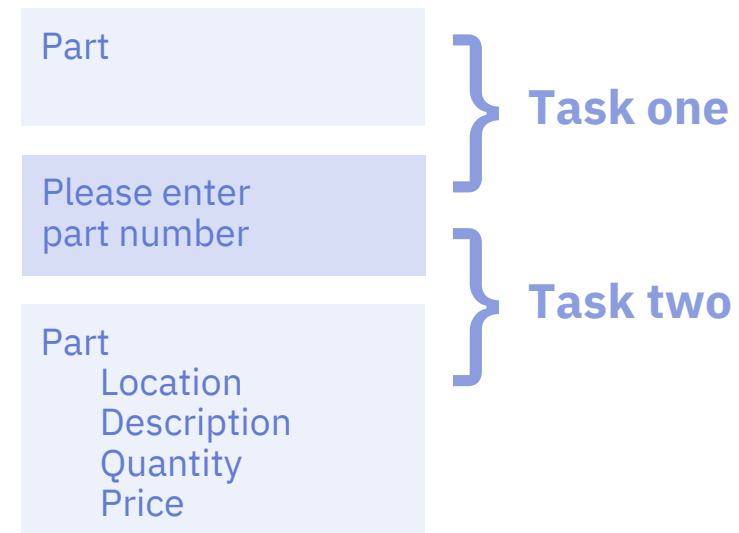 Part
Task one
Please enter
part number
Task two
Part
Location
Description
Quantity
Price